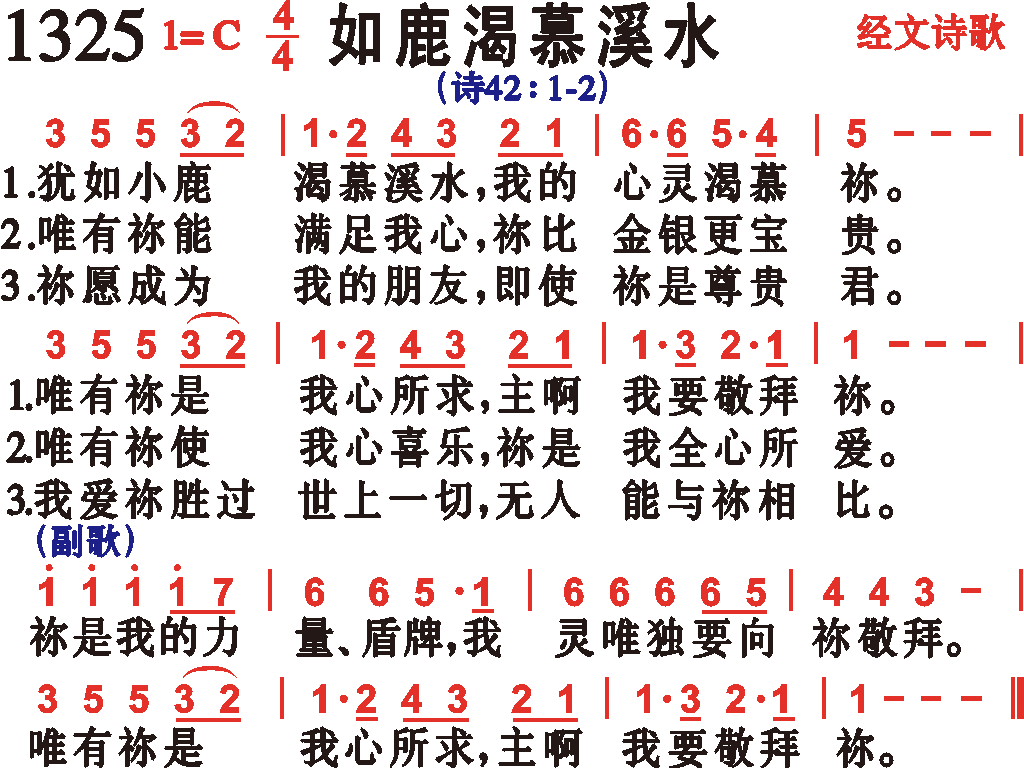 1325 1=C 4/4 如鹿渴慕溪水 经文诗歌
(诗42：1-2)
3 5 5 3 2 | 1·2 4 3 2 1 | 6·6 5·4 | 5 - - - |
1.犹如小鹿 渴慕溪水,我的 心灵渴慕 祢。
2.唯有祢能 满足我心,祢比 金银更宝 贵。
3.祢愿成为 我的朋友,即使 祢是尊贵 君。
3 5 5 3 2 | 1·2 4 3 2 1 | 1·3 2·1 | 1 - - - |
1.唯有祢是 我心所求,主啊 我要敬拜 祢。
2.唯有祢使 我心喜乐,祢是 我全心所 爱。
3.我爱祢胜过 世上一切,无人 能与祢相 比。
(副歌)
i i i i 7 | 6 6 5 ·1 | 6 6 6 6 5 | 4 4 3 - |
祢是我的力 量、盾牌,我 灵唯独要向 祢敬拜。
3 5 5 3 2 | 1·2 4 3 2 1 | 1·3 2·1 | 1 - - - ‖
唯有祢是 我心所求,主啊 我要敬拜 祢。